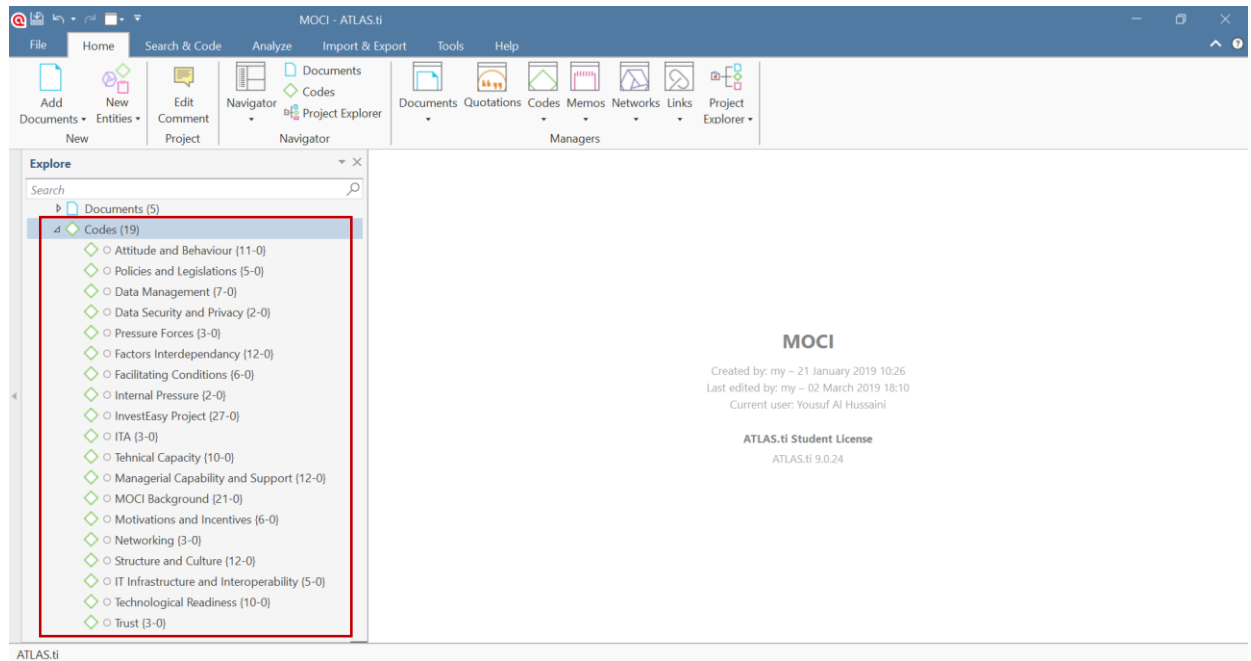 MOCI - ATLAS.ti
File Home Search & Code Analyze Import & Export Tools Help
Add Documents
New Entities
Edit Comment
Navigator
Documents
Codes
Project Explorer
Documents Quotations Codes Memos Networks Links Project Explorer
New Project Navigator Managers
Explore
Search
Documents (5)
Codes (19)
Attitude and Behaviour {11-0}
Policies and Legislations {5-0}
Data Management {7-0}
Data Security and Privacy {2-0}
Pressure Forces {3-0}
Factors Interdependancy {12-0}
Facilitating Conditions {6-0}
Internal Pressure {2-0}
InvestEasy Project {27-0}
ITA {3-0}
Tehnical Capacity {10-0}
Managerial Capability and Support {12-0}
MOCI Background {21-0}
Motivations and Incentives {6-0}
Networking {3-0}
Structure and Culture {12-0}
IT Infrastructure and Interoperability {5-0}
Technological Readiness {10-0}
Trust {3-0}
MOCI
Created by: my – 21 January 2019 10:26
Last edited by: my – 02 March 2019 18:10
Current user: Yousuf Al Hussaini
ATLAS.ti Student License
ATLAS.ti 9.0.24
ATLAS.ti